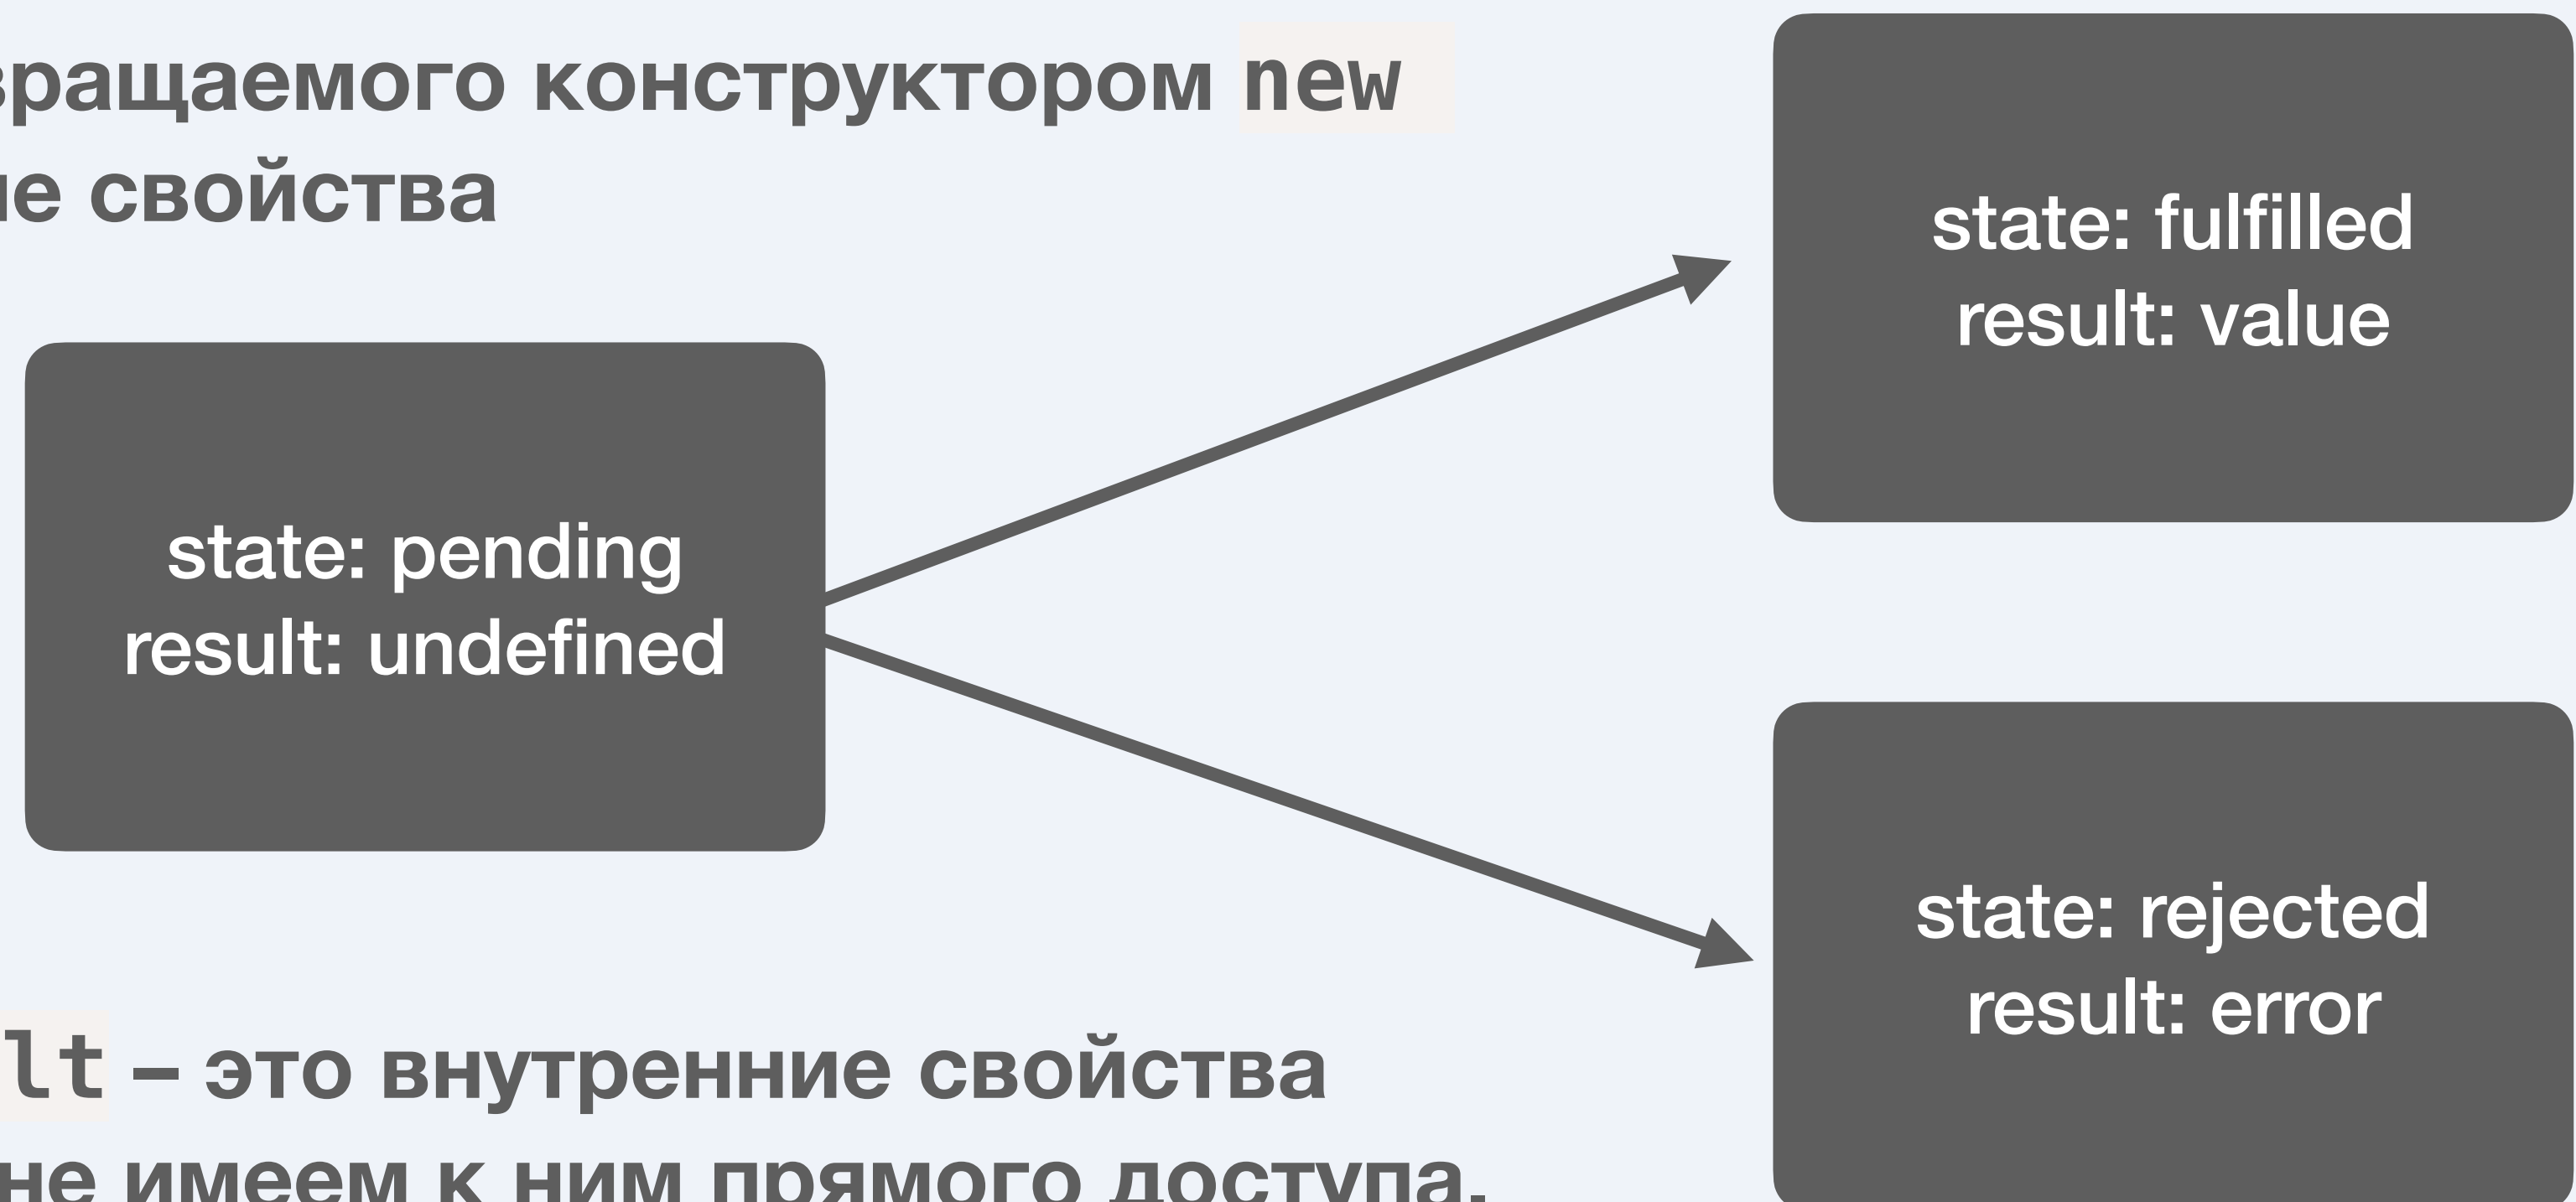 вращаемого конструктором new
свойства
state: fulfilled
result: value
state: pending
result: undefined
state: rejected
result: error
lt – это внутренние свойства
не имеем к ним прямого доступа.